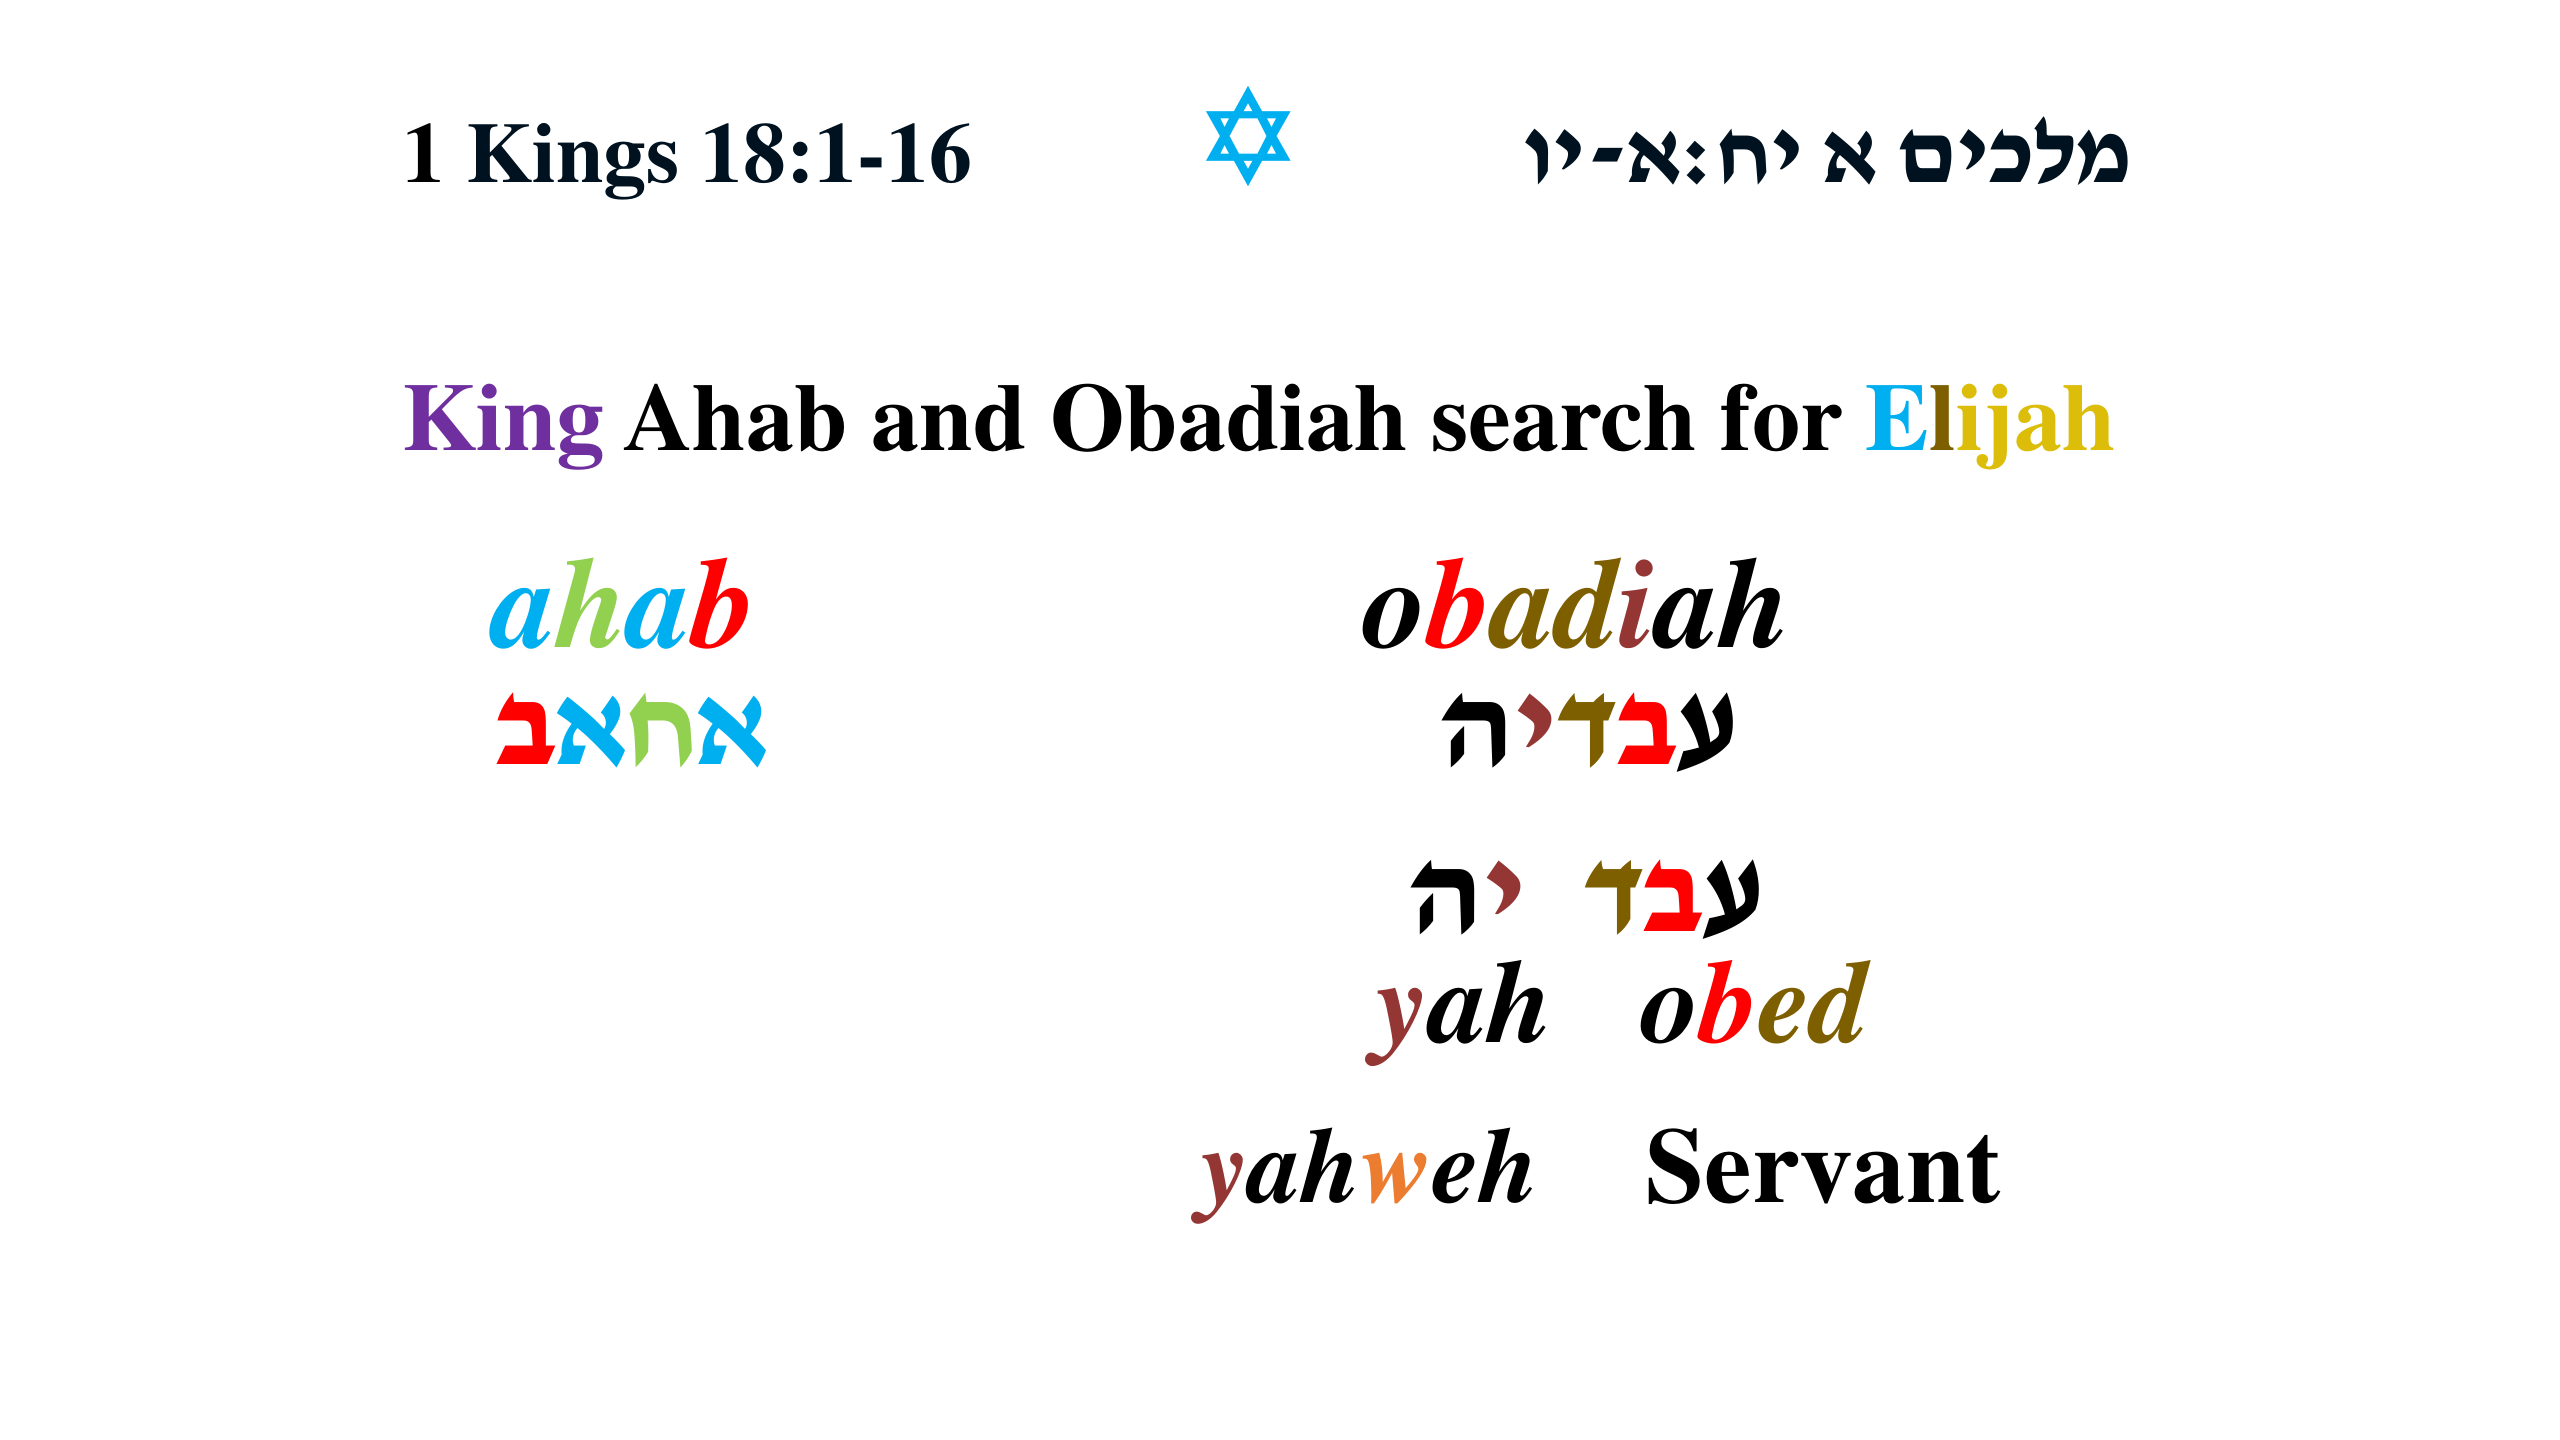 1 Kings 18:1-16 ✡ מלכים א יח:א-יו
King Ahab and Obadiah search for Elijah
ahab obadiah
אחאב עבדיה
עבד יה
yah obed
yahweh Servant